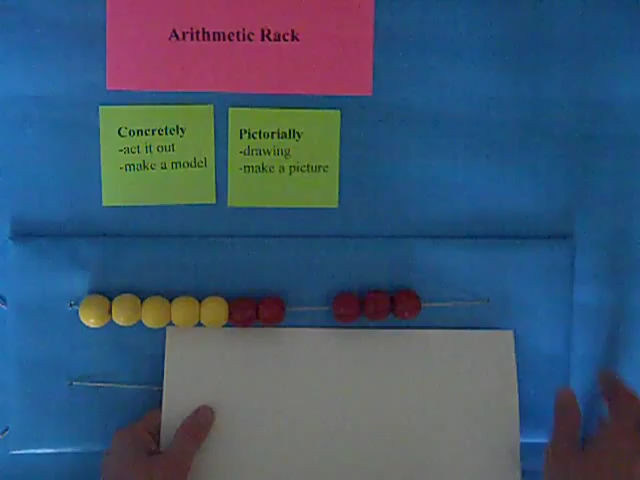 Arithmetic Rack
Concretely
-act it out
-make a model
Pictorially
-drawing
-make a picture